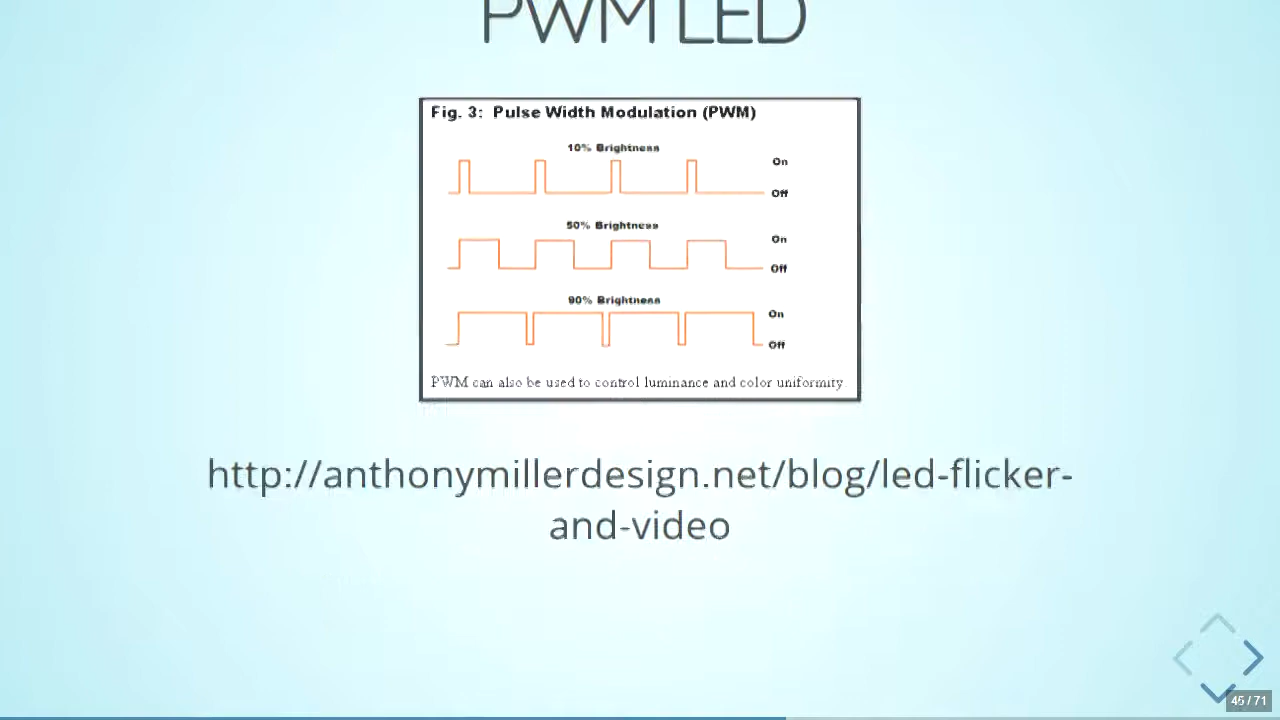 PWM LED
Fig. 3: Pulse Width Modulation (PWM)
10% Brightness
On
Off
50% Brightness
On
Off
90% Brightness
On
Off
PWM can also be used to control luminance and color uniformity
http://anthonymillerdesign.net/blog/led-flicker-
and-video
45 / 71